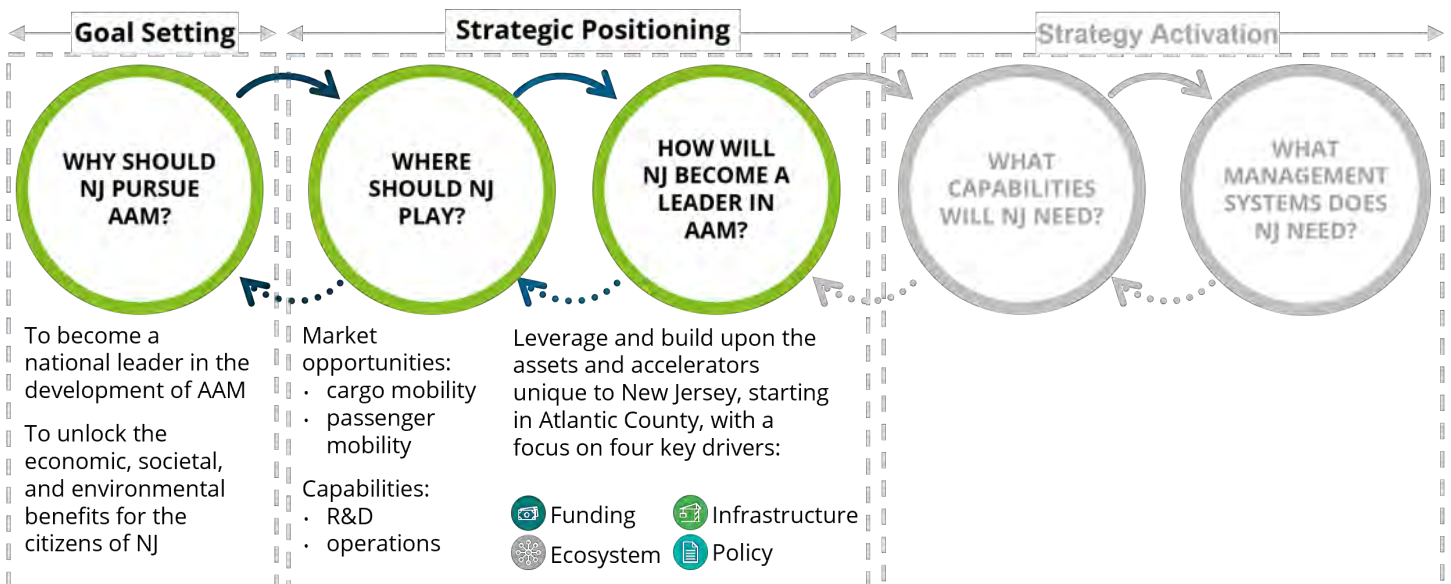 Goal Setting
Strategic Positioning
Strategy Activation
WHY SHOULD
NJ PURSUE
AAM?
WHERE
SHOULD NJ
PLAY?
HOW WILL
NJ BECOME A
LEADER IN
AAM?
WHAT
CAPABILITIES
WILL NJ NEED?
WHAT
MANAGEMENT
SYSTEMS DOES
NJ NEED?
To become a
national leader in the
development of AAM
To unlock the
economic, societal,
and environmental
benefits for the
citizens of NJ
Market
opportunities:
· cargo mobility
· passenger
mobility
Capabilities:
· R&D
· operations
Leverage and build upon the
assets and accelerators
unique to New Jersey, starting
in Atlantic County, with a
focus on four key drivers:
Funding
Infrastructure
Ecosystem
Policy